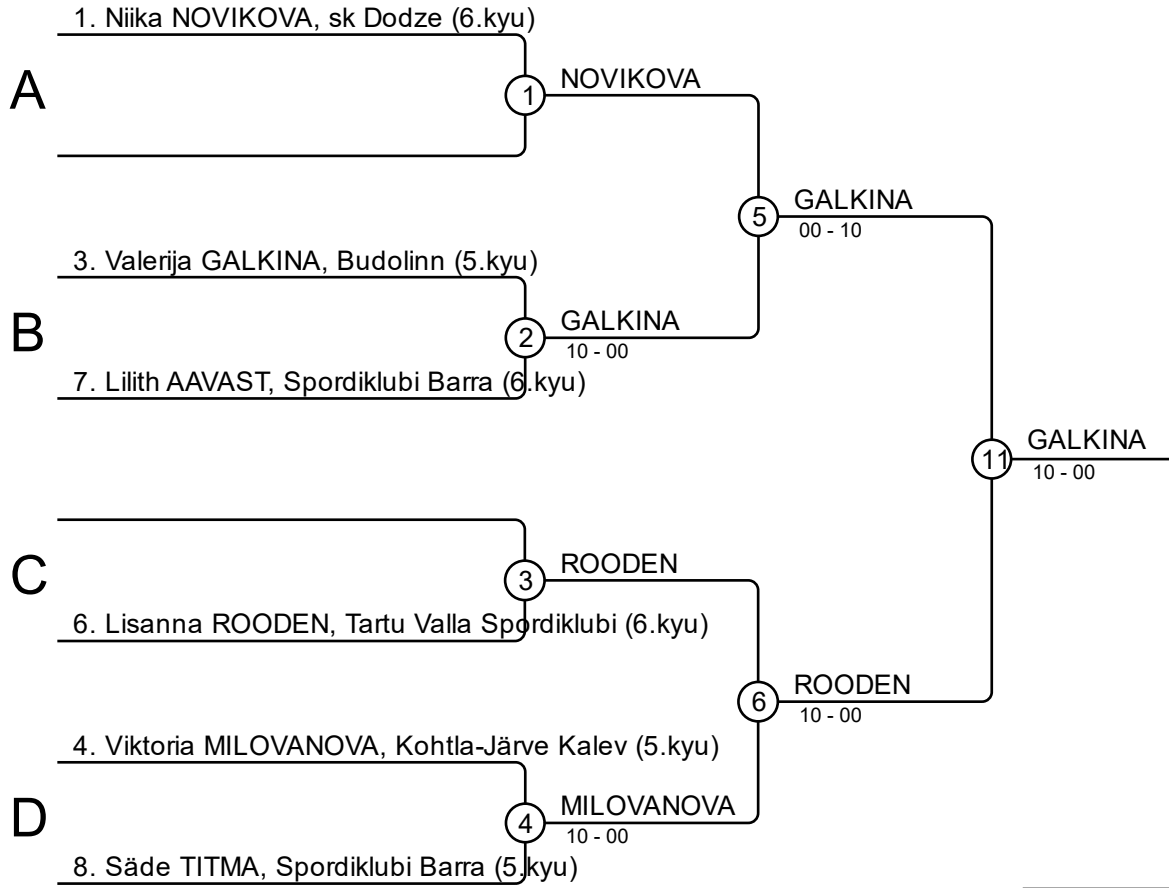 1. Niika NOVIKOVA, sk Dodze (6.kyu)
A
1
NOVIKOVA
5
GALKINA
00 - 10
3. Valerija GALKINA, Budolinn (5.kyu)
B
2
GALKINA
10 - 00
7. Lilith AAVAST, Spordiklubi Barra (6.kyu)
11
GALKINA
10 - 00
C
3
ROODEN
6. Lisanna ROODEN, Tartu Valla Spordiklubi (6.kyu)
6
ROODEN
10 - 00
4. Viktoria MILOVANOVA, Kohtla-Järve Kalev (5.kyu)
D
4
MILOVANOVA
10 - 00
8. Säde TITMA, Spordiklubi Barra (5.kyu)